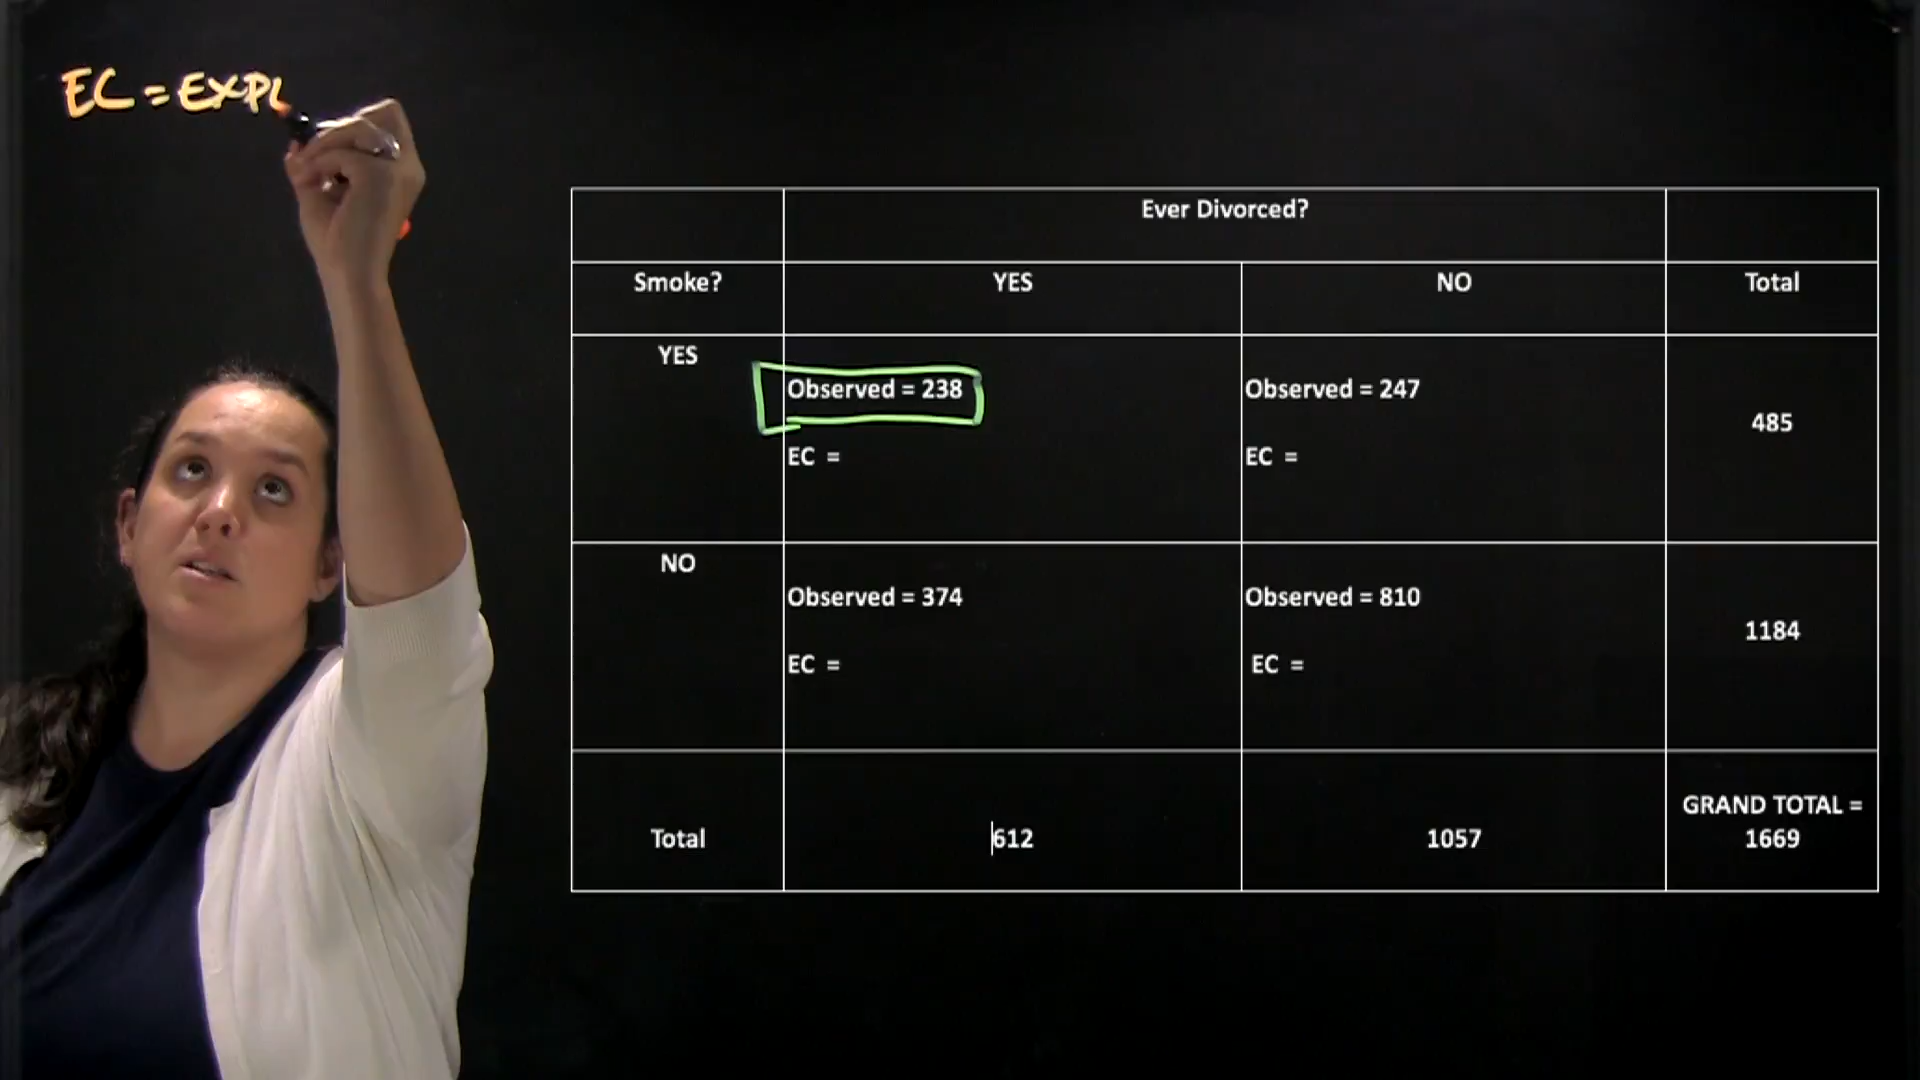 EC = EXP
Ever Divorced?
Smoke? YES NO Total
YES
Observed = 238 Observed = 247
485
EC = EC =
NO
Observed = 374 Observed = 810
1184
EC = EC =
GRAND TOTAL =
Total 612 1057 1669